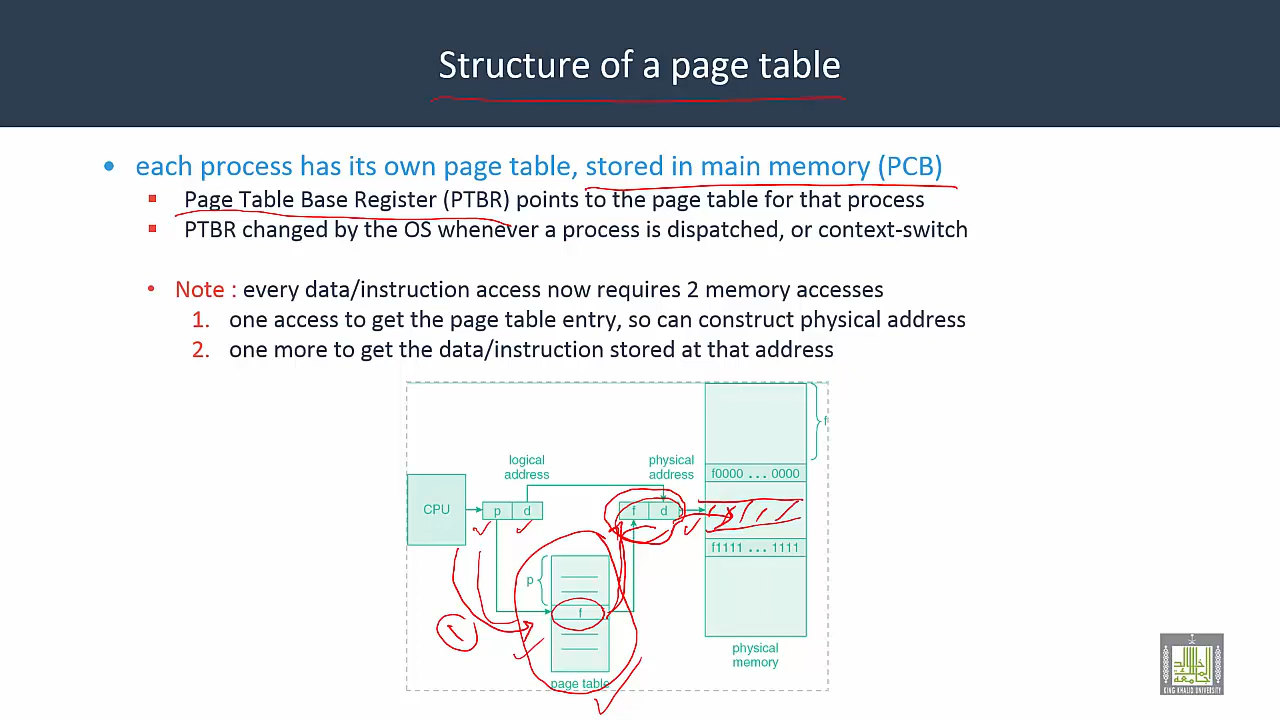 Structure of a page table
• each process has its own page table, stored in main memory (PCB)
▪ Page Table Base Register (PTBR) points to the page table for that process
▪ PTBR changed by the OS whenever a process is dispatched, or context-switch
• Note : every data/instruction access now requires 2 memory accesses
1. one access to get the page table entry, so can construct physical address
2. one more to get the data/instruction stored at that address
logical
address
physical
address
f
f0000 ... 0000
CPU
p d
f d
f1111 ... 1111
p
f
physical
memory
page table
KING KHALID UNIVERSITY